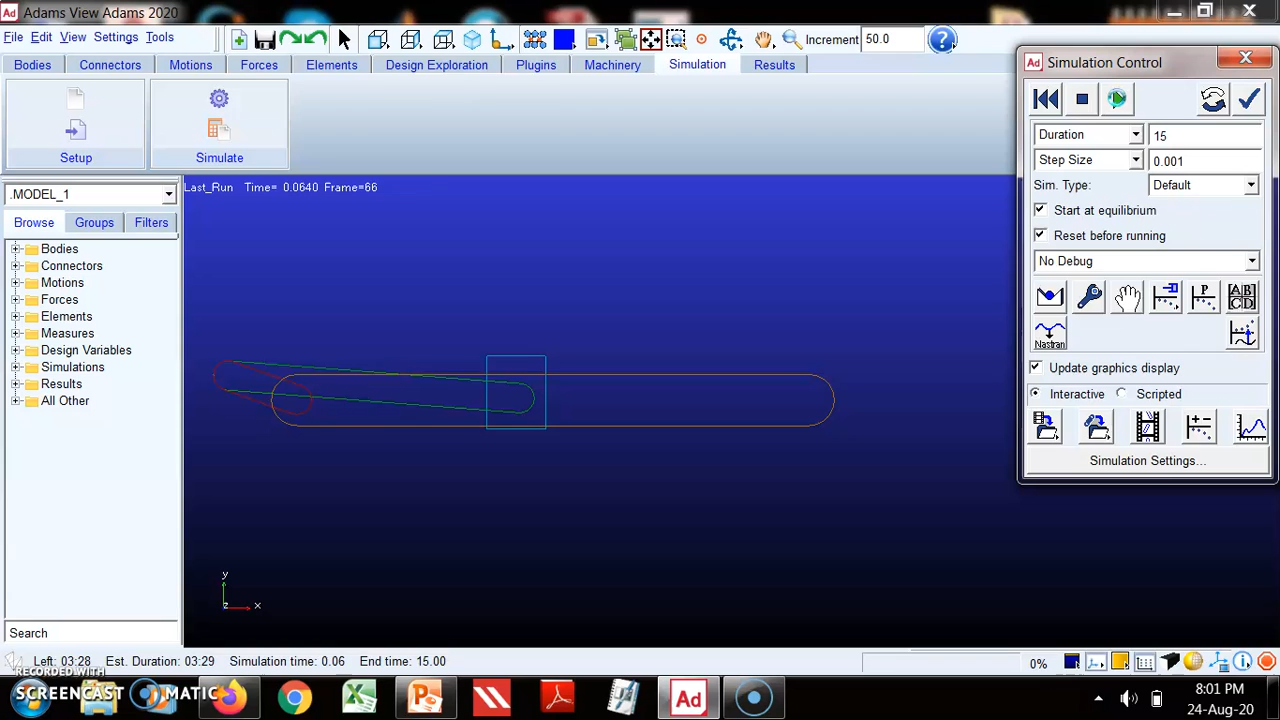 Ad Adams View Adams 2020
File Edit View Settings Tools
Increment 50.0
Bodies Connectors Motions Forces Elements Design Exploration Plugins Machinery Simulation Results
Setup Simulate
.MODEL_1
Browse Groups Filters
Bodies
Connectors
Motions
Forces
Elements
Measures
Design Variables
Simulations
Results
All Other
Search
Last_Run Time= 0.0640 Frame=66
y
z x
Ad Simulation Control
Duration 15
Step Size 0.001
Sim. Type: Default
Start at equilibrium
Reset before running
No Debug
P
A B
C D
Nastran
Update graphics display
Interactive Scripted
Simulation Settings...
Left: 03:28 Est. Duration: 03:29 Simulation time: 0.06 End time: 15.00
0%
RECORDED WITH
SCREENCAST MATIC
Ad
8:01 PM
24-Aug-20